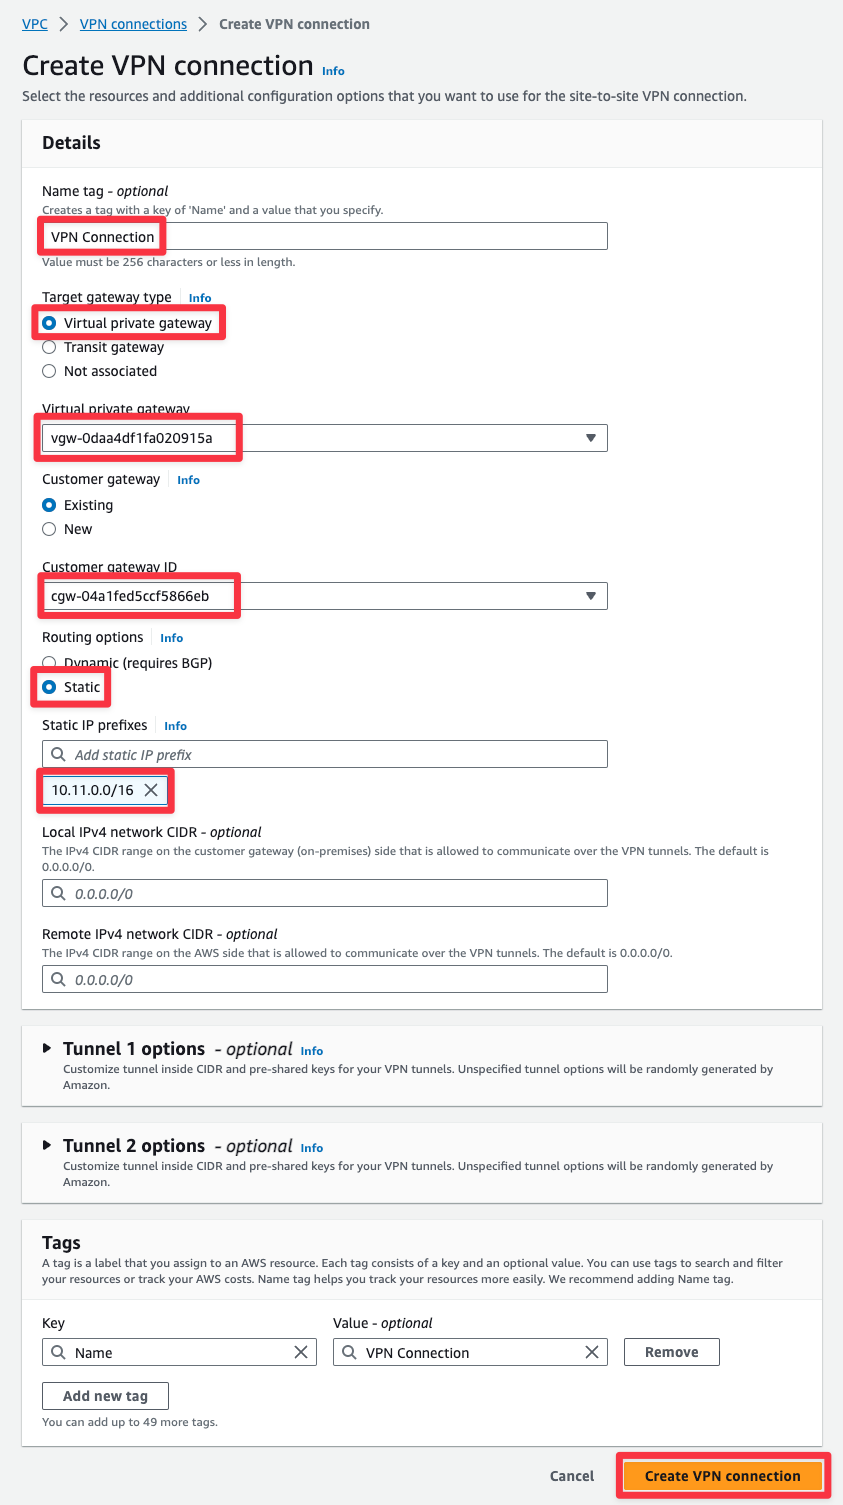 VPC > VPN connections > Create VPN connection
Create VPN connection Info
Select the resources and additional configuration options that you want to use for the site-to-site VPN connection.
Details
Name tag - optional
Creates a tag with a key of 'Name' and a value that you specify.
VPN Connection
Value must be 256 characters or less in length.
Target gateway type Info
Virtual private gateway
Transit gateway
Not associated
Virtual private gateway
vgw-0daa4df1fa020915a
Customer gateway Info
Existing
New
Customer gateway ID
cgw-04a1fed5ccf5866eb
Routing options Info
Dynamic (requires BGP)
Static
Static IP prefixes Info
Add static IP prefix
10.11.0.0/16
Local IPv4 network CIDR - optional
The IPv4 CIDR range on the customer gateway (on-premises) side that is allowed to communicate over the VPN tunnels. The default is
0.0.0.0/0.
0.0.0.0/0
Remote IPv4 network CIDR - optional
The IPv4 CIDR range on the AWS side that is allowed to communicate over the VPN tunnels. The default is 0.0.0.0/0.
0.0.0.0/0
Tunnel 1 options - optional Info
Customize tunnel inside CIDR and pre-shared keys for your VPN tunnels. Unspecified tunnel options will be randomly generated by
Amazon.
Tunnel 2 options - optional Info
Customize tunnel inside CIDR and pre-shared keys for your VPN tunnels. Unspecified tunnel options will be randomly generated by
Amazon.
Tags
A tag is a label that you assign to an AWS resource. Each tag consists of a key and an optional value. You can use tags to search and filter
your resources or track your AWS costs. Name tag helps you track your resources more easily. We recommend adding Name tag.
Key Value - optional
Name VPN Connection Remove
Add new tag
You can add up to 49 more tags.
Cancel Create VPN connection